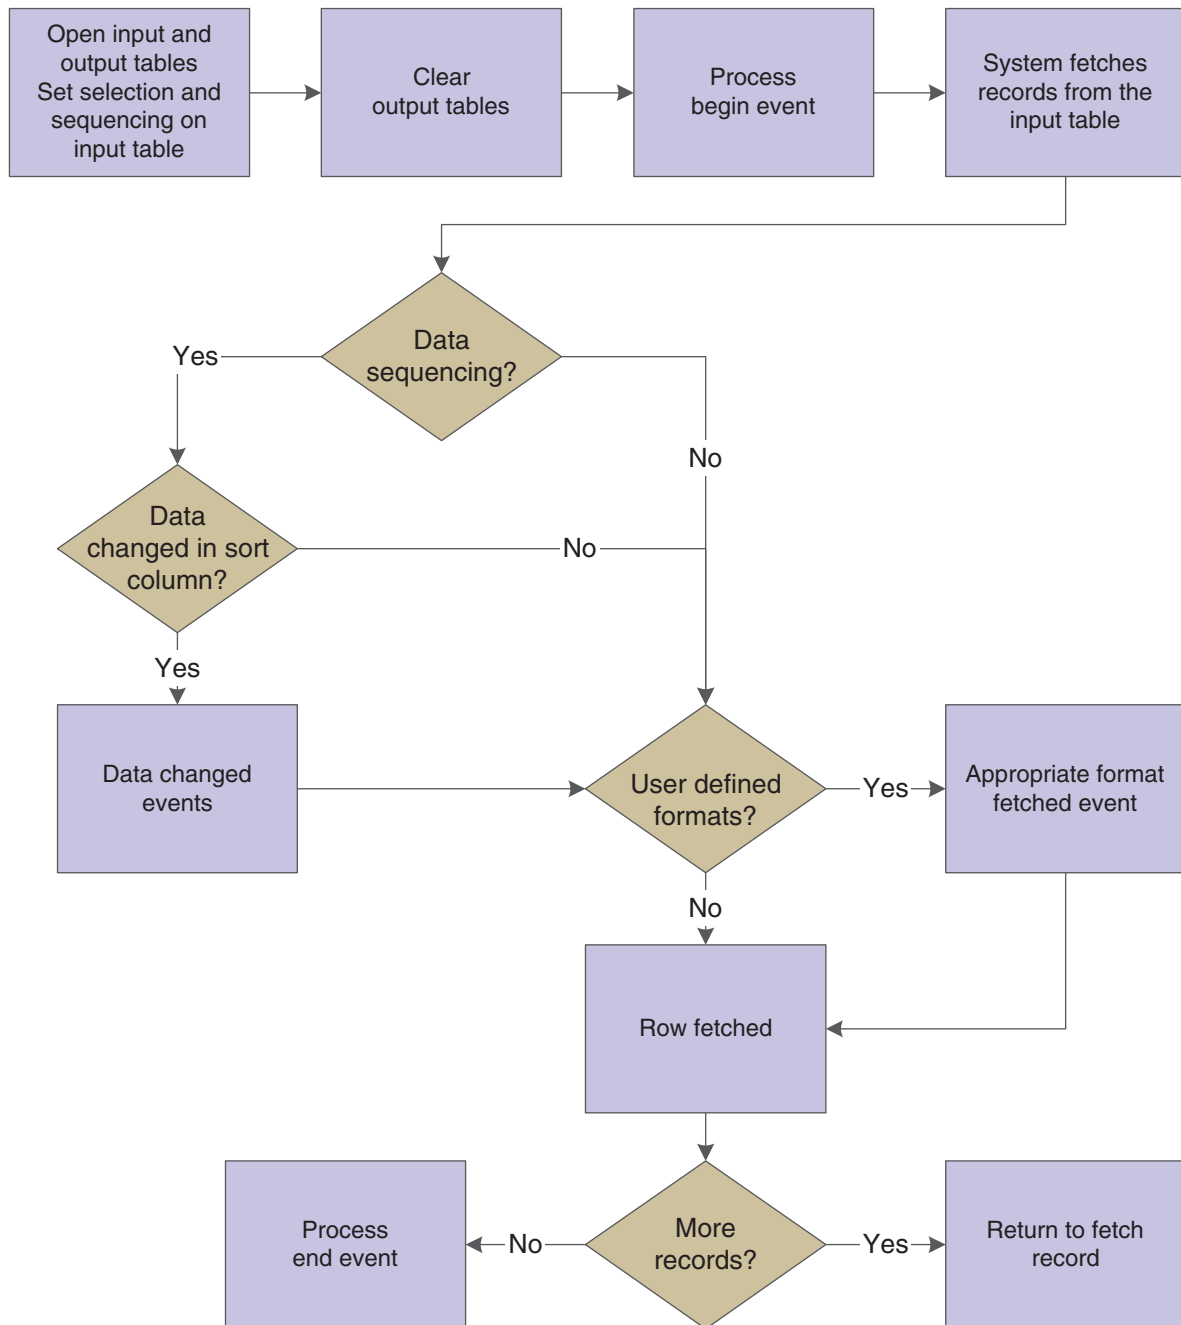 Open input and
output tables
Set selection and
sequencing on
input table
Clear
output tables
Process
begin event
System fetches
records from the
input table
Data
sequencing?
Yes
No
Data
changed in sort
column?
No
Yes
Data changed
events
User defined
formats?
Yes
Appropriate format
fetched event
No
Row fetched
More
records?
No
Process
end event
Yes
Return to fetch
record